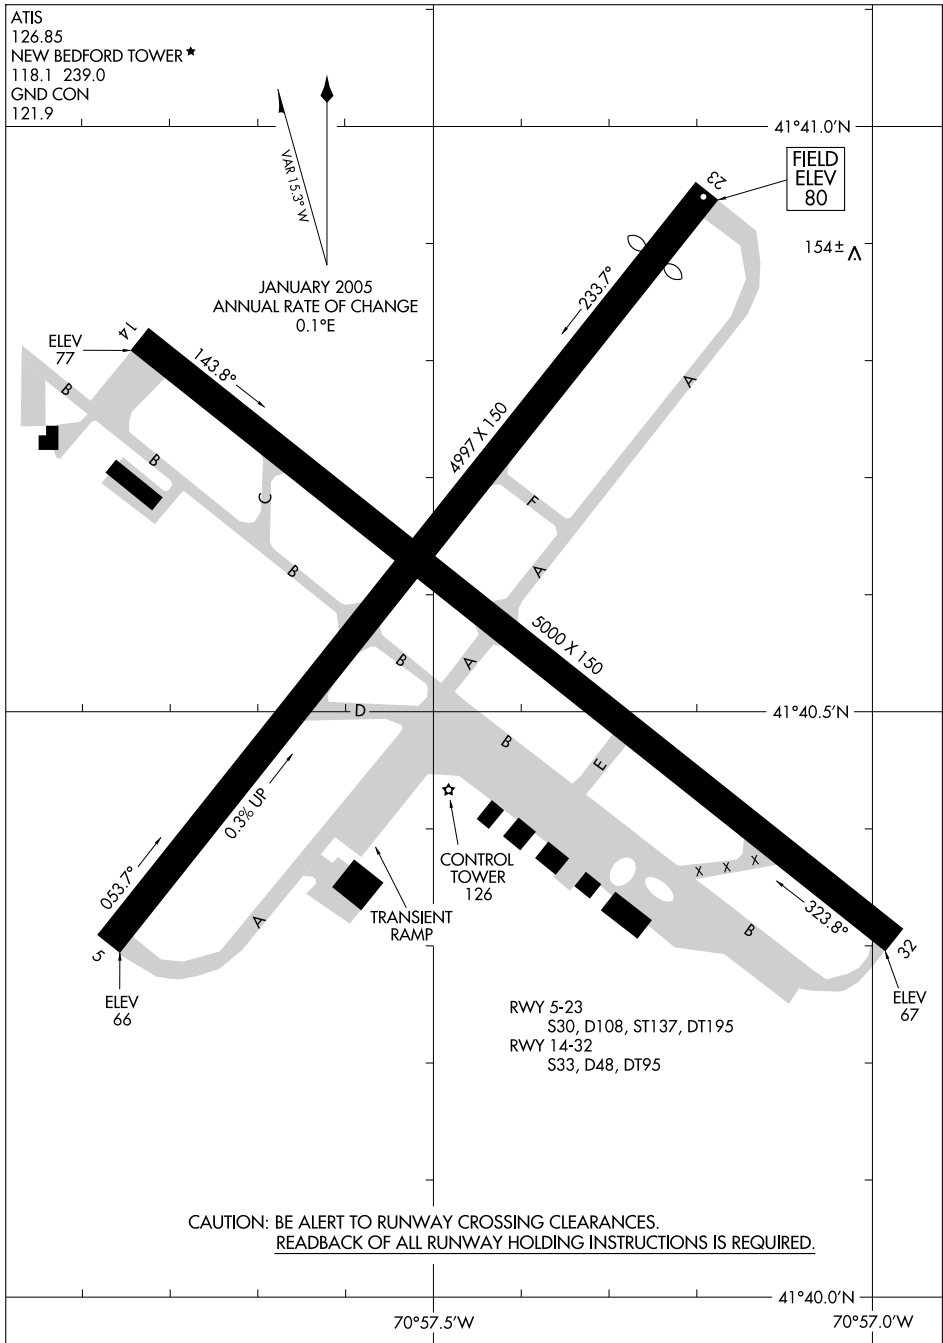 ATIS
126.85
NEW BEDFORD TOWER ★
118.1 239.0
GND CON
121.9
VAR 15.3° W
JANUARY 2005
ANNUAL RATE OF CHANGE
0.1°E
41°41.0'N
FIELD
ELEV
80
23
154±
233.7°
ELEV
77
14
143.8°
B
A
4997 X 150
B
C
F
B
A
5000 X 150
B
A
D
41°40.5'N
B
E
0.3% UP
CONTROL
TOWER
126
X X X
053.7°
323.8°
A
TRANSIENT
RAMP
B
5
32
ELEV
66
ELEV
67
RWY 5-23
S30, D108, ST137, DT195
RWY 14-32
S33, D48, DT95
CAUTION: BE ALERT TO RUNWAY CROSSING CLEARANCES.
READBACK OF ALL RUNWAY HOLDING INSTRUCTIONS IS REQUIRED.
41°40.0'N
70°57.5'W
70°57.0'W